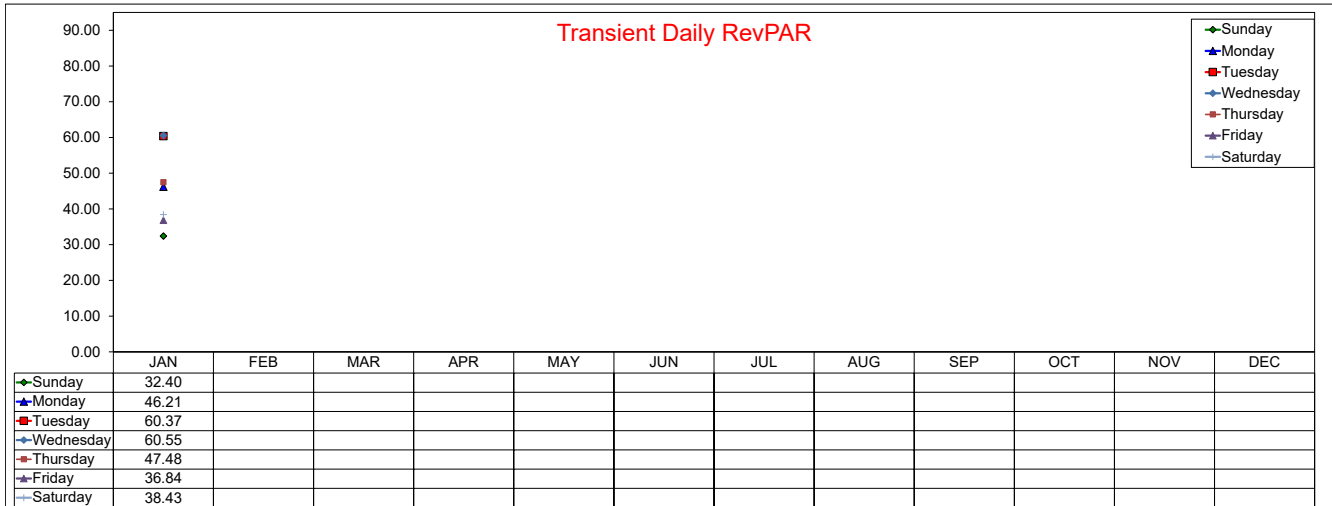 Transient Daily RevPAR
90.00
80.00
70.00
60.00
50.00
40.00
30.00
20.00
10.00
0.00
Sunday
Monday
Tuesday
Wednesday
Thursday
Friday
Saturday
JAN FEB MAR APR MAY JUN JUL AUG SEP OCT NOV DEC
Sunday 32.40
Monday 46.21
Tuesday 60.37
Wednesday 60.55
Thursday 47.48
Friday 36.84
Saturday 38.43